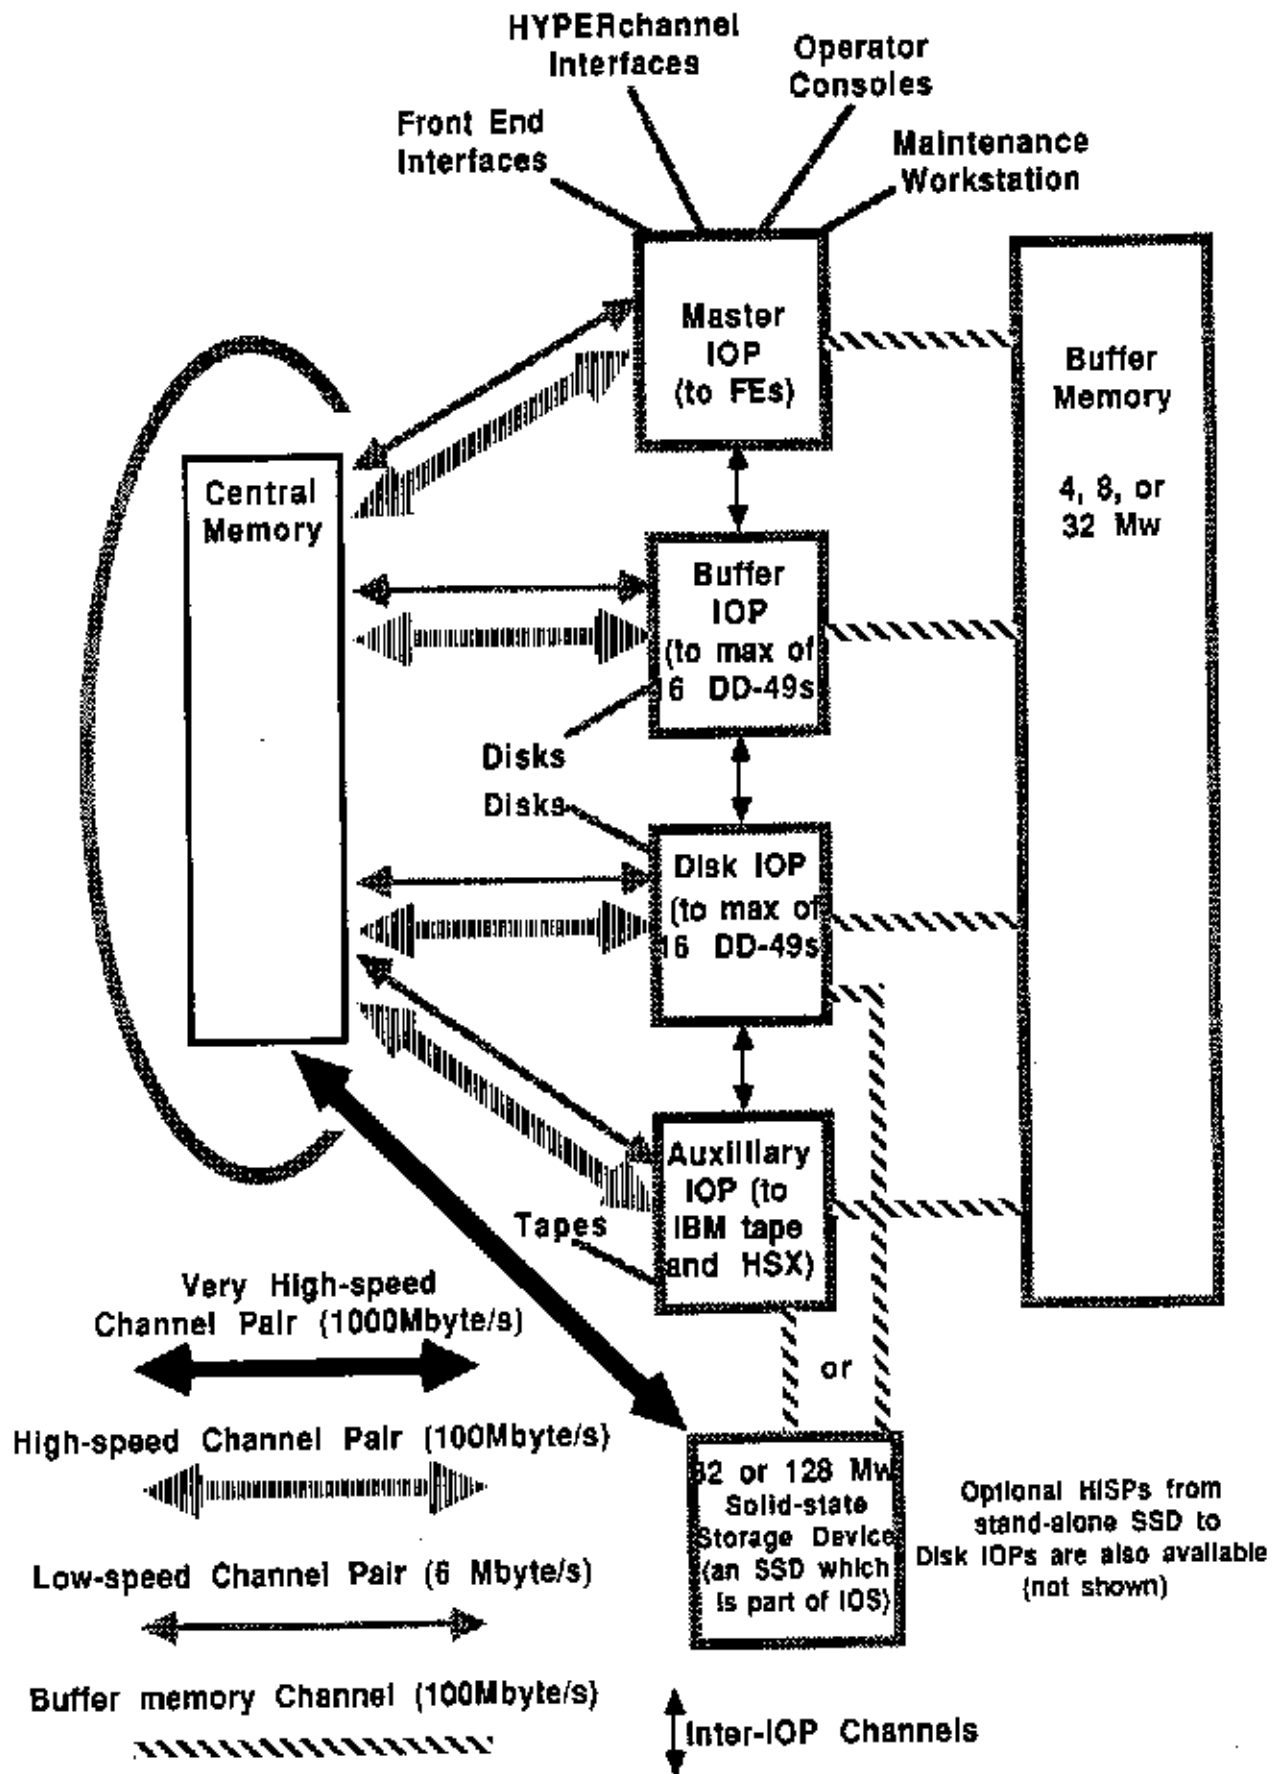 HYPERchannel
Interfaces
Operator
Consoles
Front End
Interfaces
Maintenance
Workstation
Master
IOP
(to FEs)
Buffer
Memory
4, 8, or
32 Mw
Central
Memory
Buffer
IOP
(to max of
16 DD-49s
Disks
Disks
Disk IOP
(to max of
16 DD-49s
Auxilliary
IOP (to
IBM tape
and HSX)
Tapes
Very High-speed
Channel Pair (1000Mbyte/s)
or
High-speed Channel Pair (100Mbyte/s)
32 or 128 Mw
Solid-state
Storage Device
(an SSD which
is part of IOS)
Optional HISPs from
stand-alone SSD to
Disk IOPs are also available
(not shown)
Low-speed Channel Pair (6 Mbyte/s)
Buffer memory Channel (100Mbyte/s)
Inter-IOP Channels